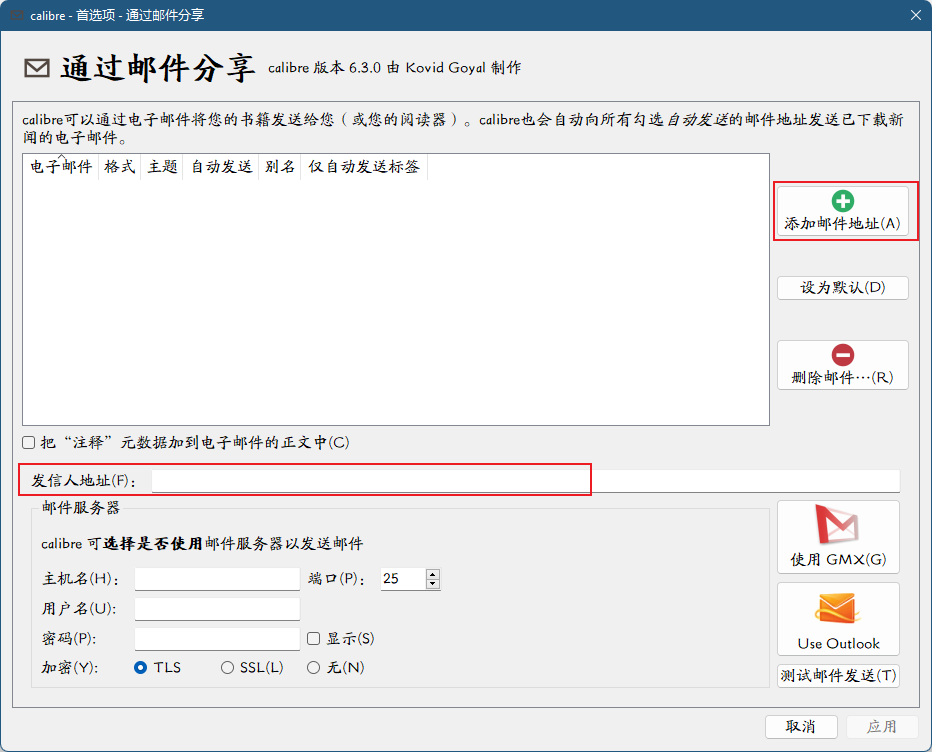 calibre - 首选项 - 通过邮件分享
通过邮件分享 calibre 版本 6.3.0 由 Kovid Goyal 制作
calibre可以通过电子邮件将您的书籍发送给您（或您的阅读器）。calibre也会自动向所有勾选自动发送的邮件地址发送已下载新
闻的电子邮件。
电子邮件 格式 主题 自动发送 别名 仅自动发送标签
添加邮件地址(A)
设为默认(D)
删除邮件…(R)
把“注释”元数据加到电子邮件的正文中(C)
发信人地址(F)：
邮件服务器
calibre 可选择是否使用邮件服务器以发送邮件
主机名(H)： 端口(P)： 25
用户名(U):
密码(P): 显示(S)
加密(Y): TLS SSL(L) 无(N)
使用 GMX(G)
Use Outlook
测试邮件发送(T)
取消 应用